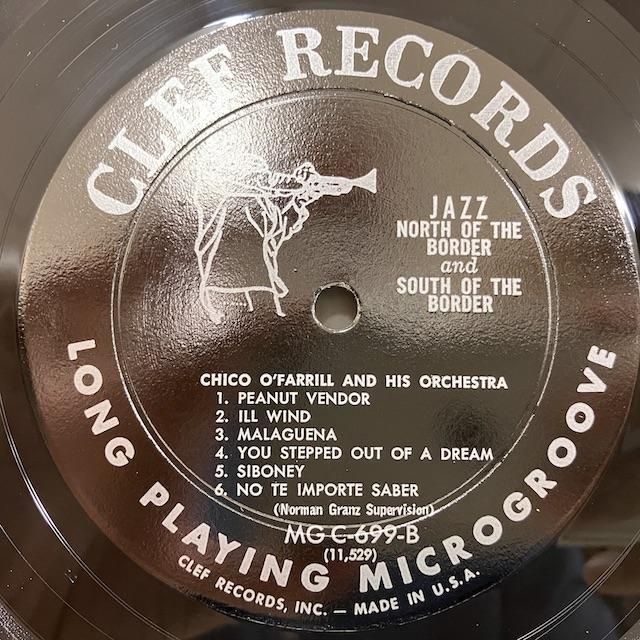 CLEF RECORDS
JAZZ
NORTH OF THE
BORDER
and
SOUTH OF THE
BORDER
CHICO O'FARRILL AND HIS ORCHESTRA
1. PEANUT VENDOR
2. ILL WIND
3. MALAGUENA
4. YOU STEPPED OUT OF A DREAM
5. SIBONEY
6. NO TE IMPORTE SABER
(Norman Granz Supervision)
MG C-699-B
(11,529)
LONG PLAYING MICROGROOVE
CLEF RECORDS, INC. — MADE IN U.S.A.